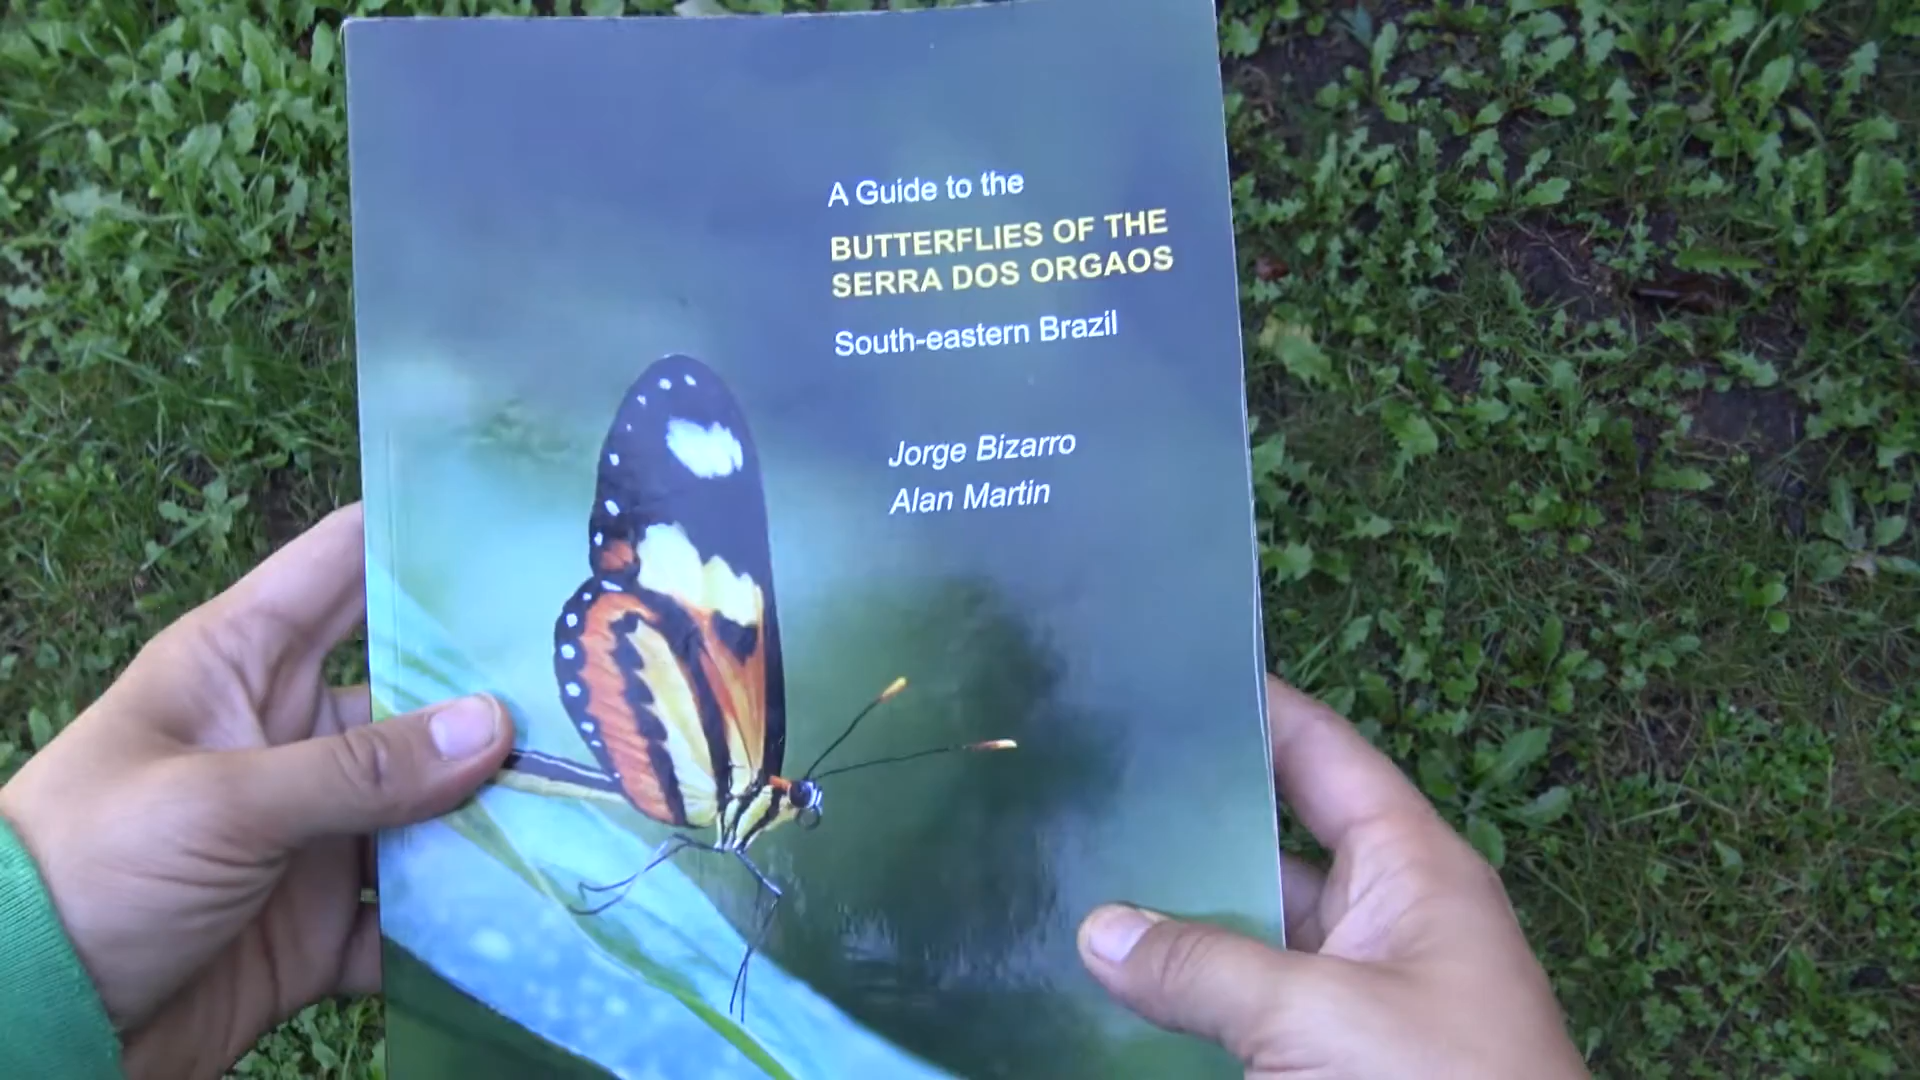 A Guide to the
BUTTERFLIES OF THE
SERRA DOS ORGAOS
South-eastern Brazil
Jorge Bizarro
Alan Martin